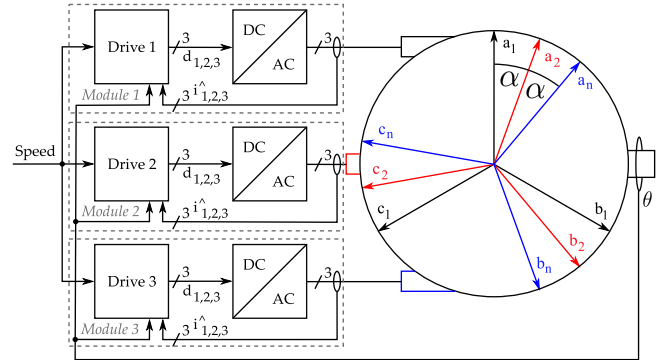 Drive 1
3
d1,2,3
DC
AC
3
3 i^1,2,3
Module 1
Speed
Drive 2
3
d1,2,3
DC
AC
3
3 i^1,2,3
Module 2
Drive 3
3
d1,2,3
DC
AC
3
3 i^1,2,3
Module 3
a1
a2
an
α
α
cn
c2
c1
b1
b2
bn
θ